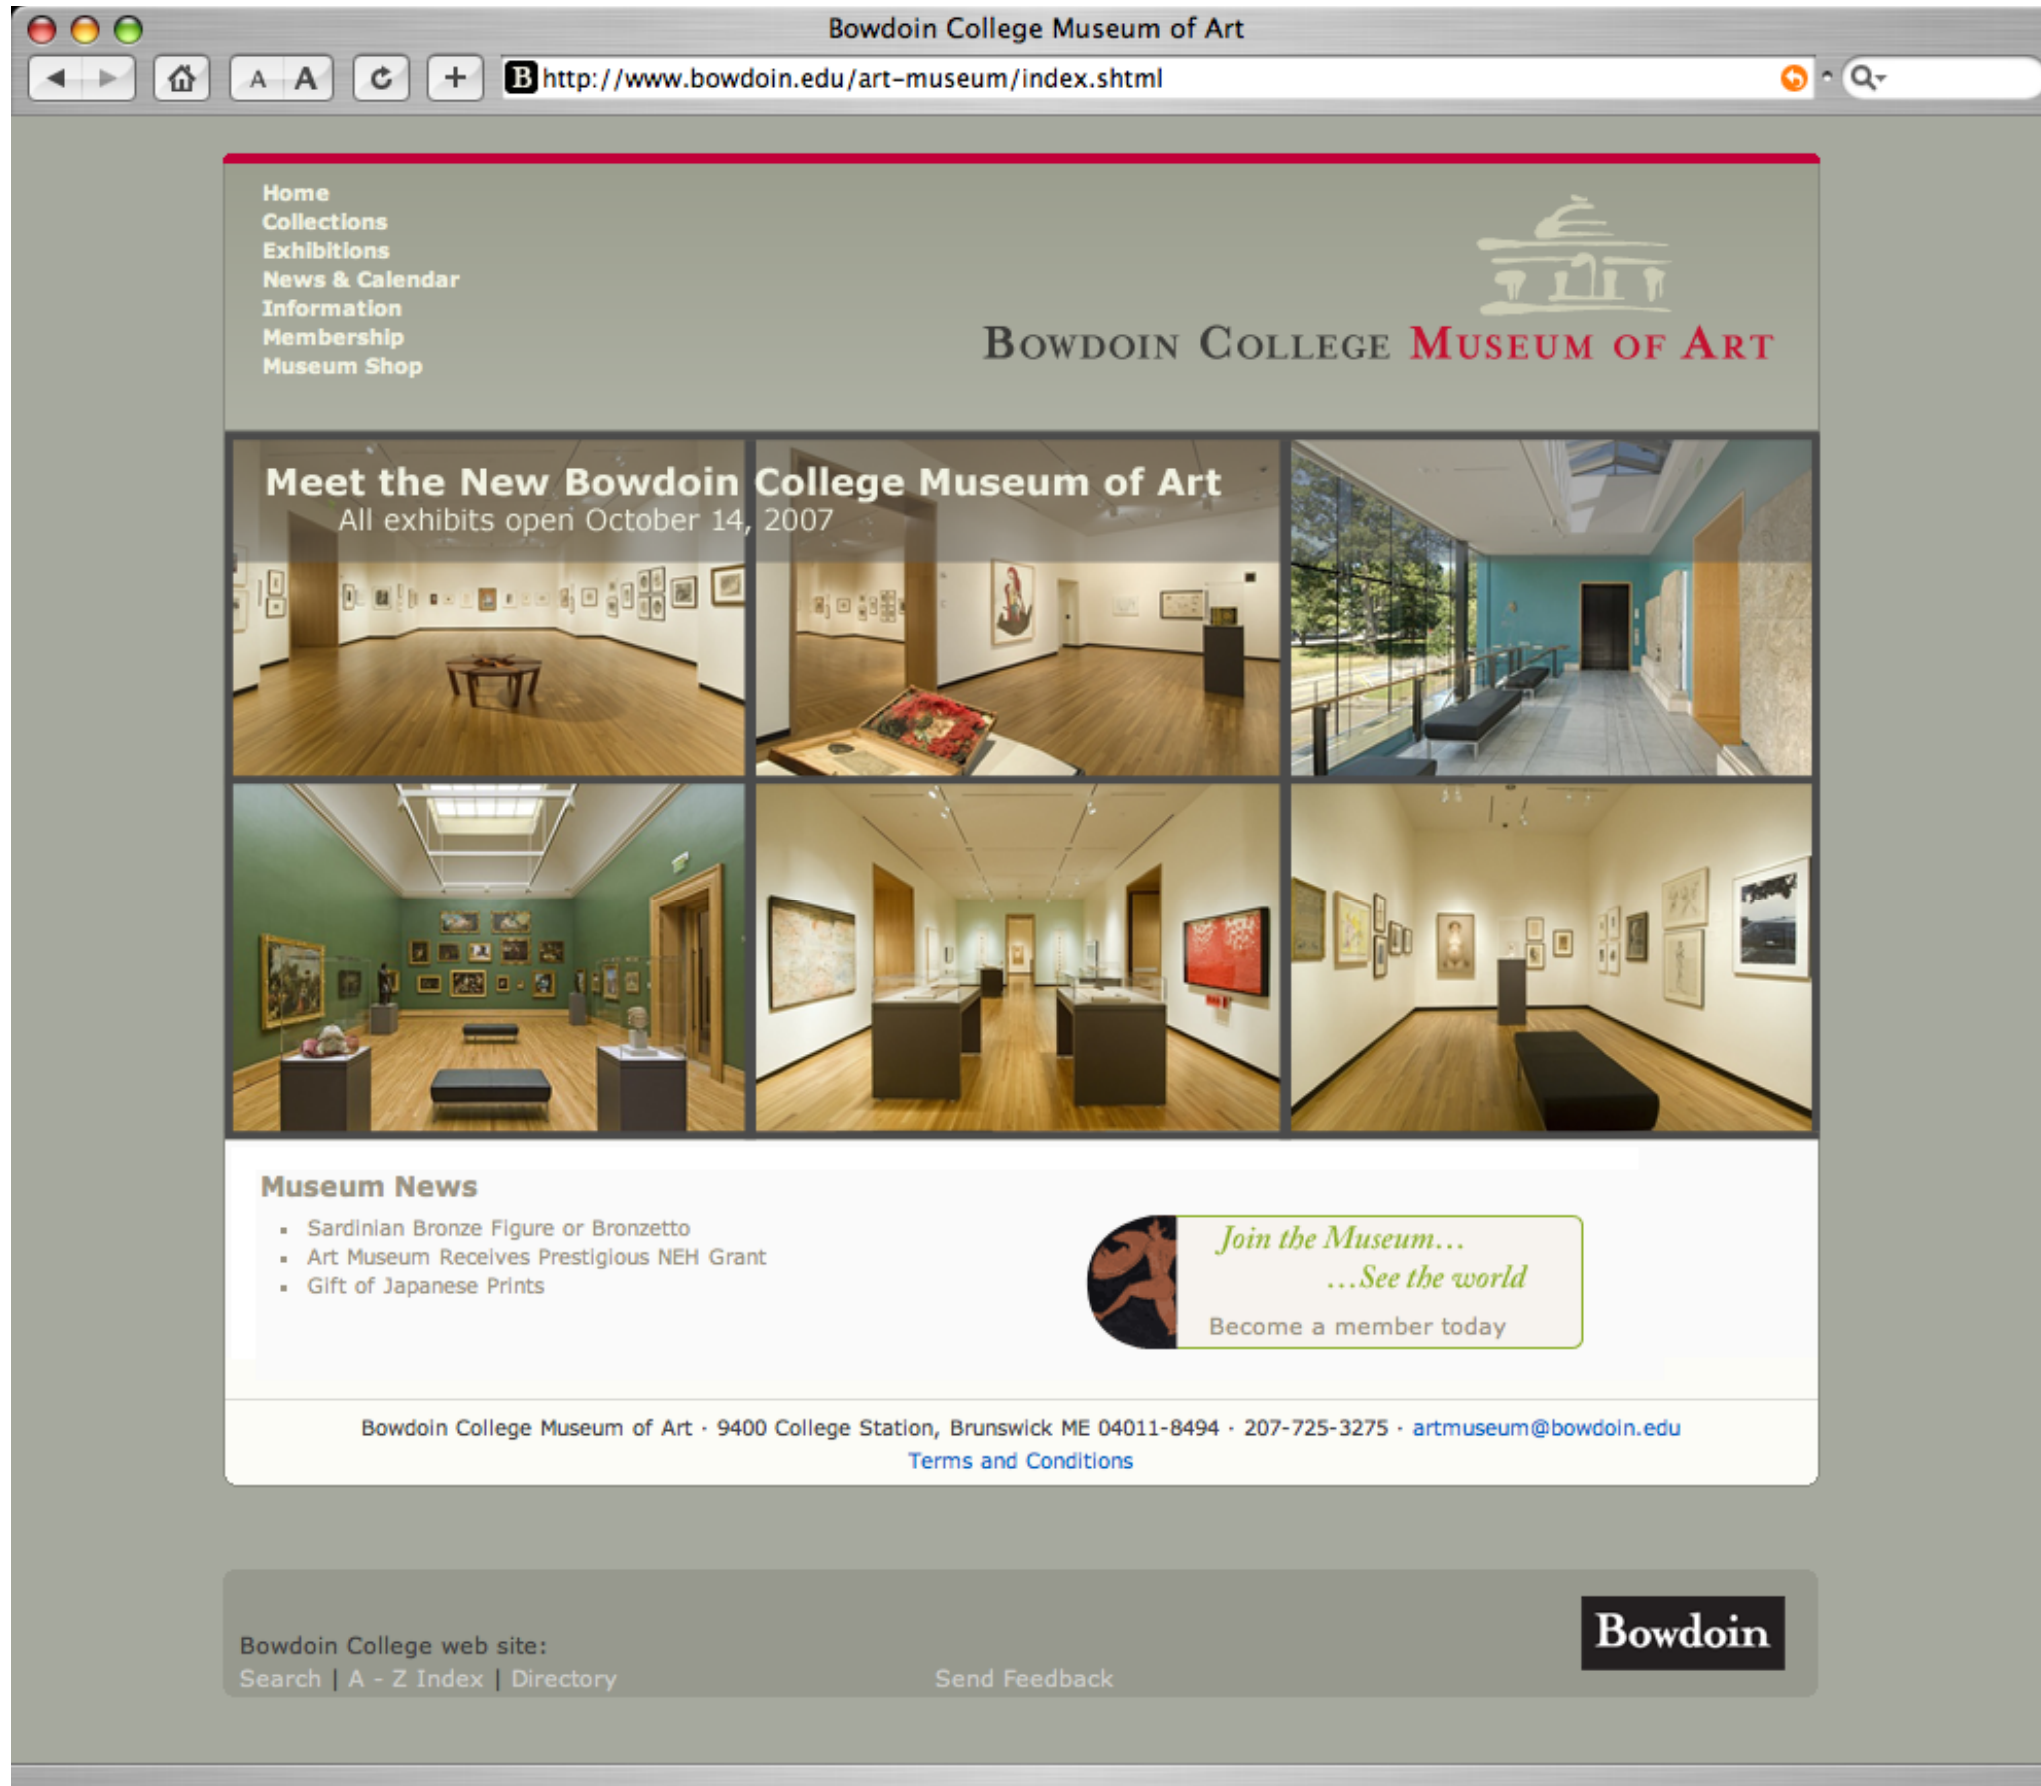 Bowdoin College Museum of Art
A A + B http://www.bowdoin.edu/art-museum/index.shtml
Home
Collections
Exhibitions
News & Calendar
Information
Membership
Museum Shop
BOWDOIN COLLEGE MUSEUM OF ART
Meet the New Bowdoin College Museum of Art
All exhibits open October 14, 2007
Museum News
Sardinian Bronze Figure or Bronzetto
Art Museum Receives Prestigious NEH Grant
Gift of Japanese Prints
Join the Museum...
...See the world
Become a member today
Bowdoin College Museum of Art · 9400 College Station, Brunswick ME 04011-8494 · 207-725-3275 · artmuseum@bowdoin.edu
Terms and Conditions
Bowdoin
Bowdoin College web site:
Search | A - Z Index | Directory
Send Feedback